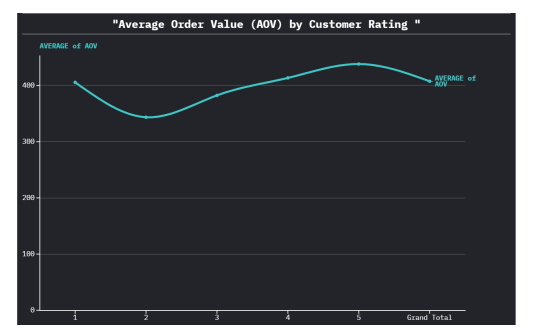 "Average Order Value (AOV) by Customer Rating "
AVERAGE of AOV
400
300
200
100
0
AVERAGE of
AOV
1 2 3 4 5 Grand Total